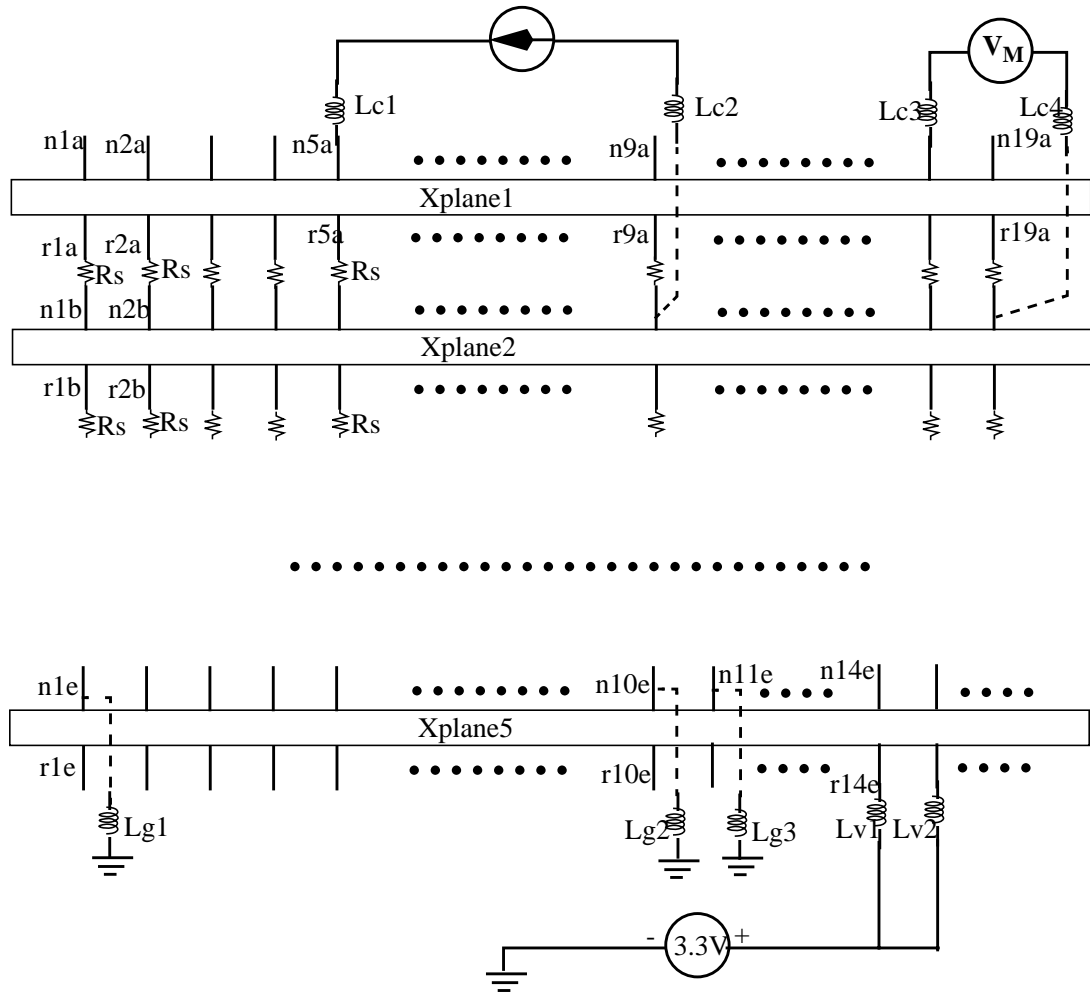 V_M
Lc1 Lc2 Lc3 Lc4
n1a n2a n5a n9a n19a
Xplane1
r1a r2a r5a r9a r19a
Rs Rs Rs
n1b n2b
Xplane2
r1b r2b
Rs Rs Rs
n1e n10e n11e n14e
Xplane5
r1e r10e r14e
Lg1 Lg2 Lg3 Lv1 Lv2
- 3.3V +